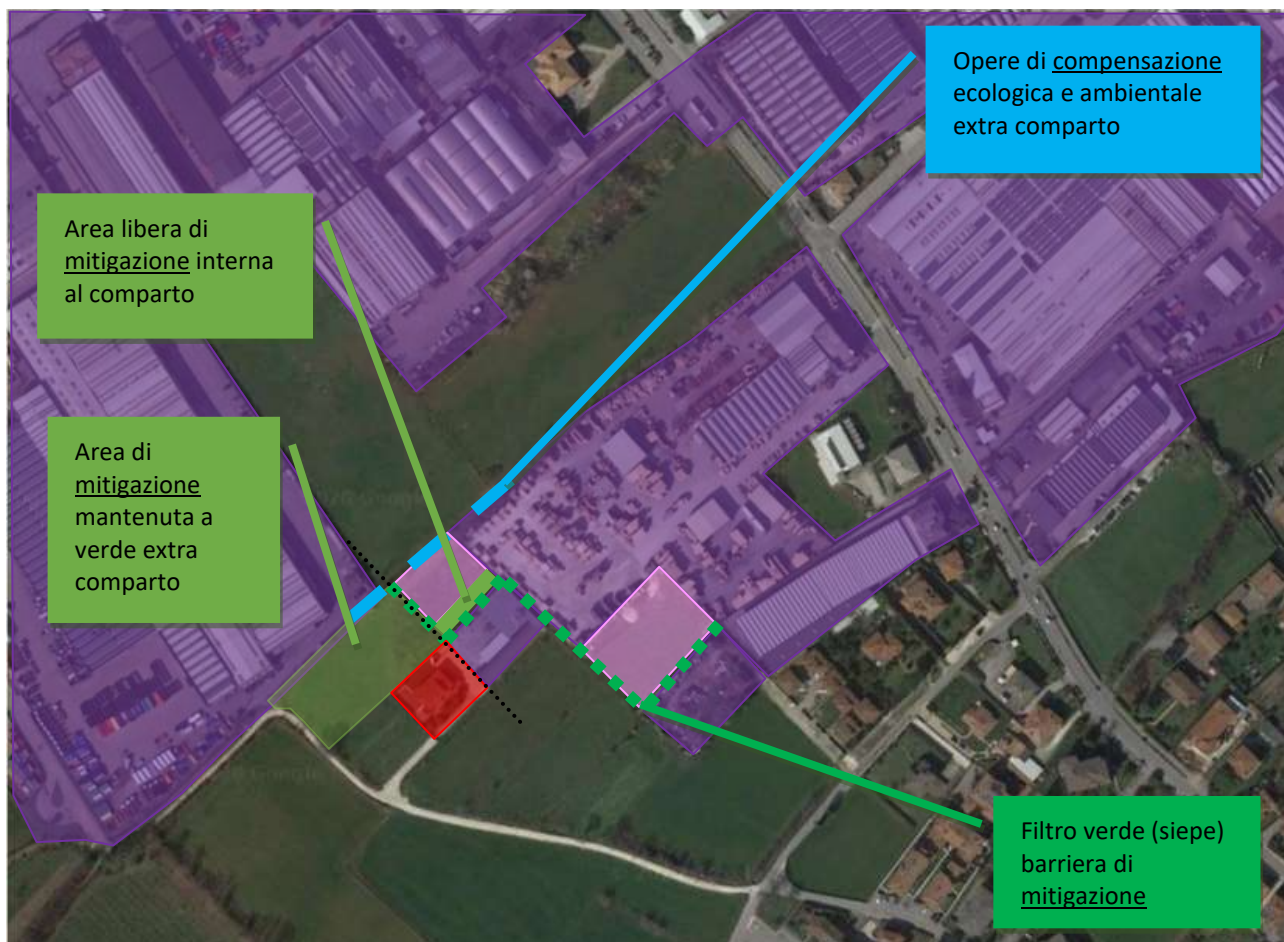 Opere di compensazione
ecologica e ambientale
extra comparto
Area libera di
mitigazione interna
al comparto
Area di
mitigazione
mantenuta a
verde extra
comparto
Filtro verde (siepe)
barriera di
mitigazione